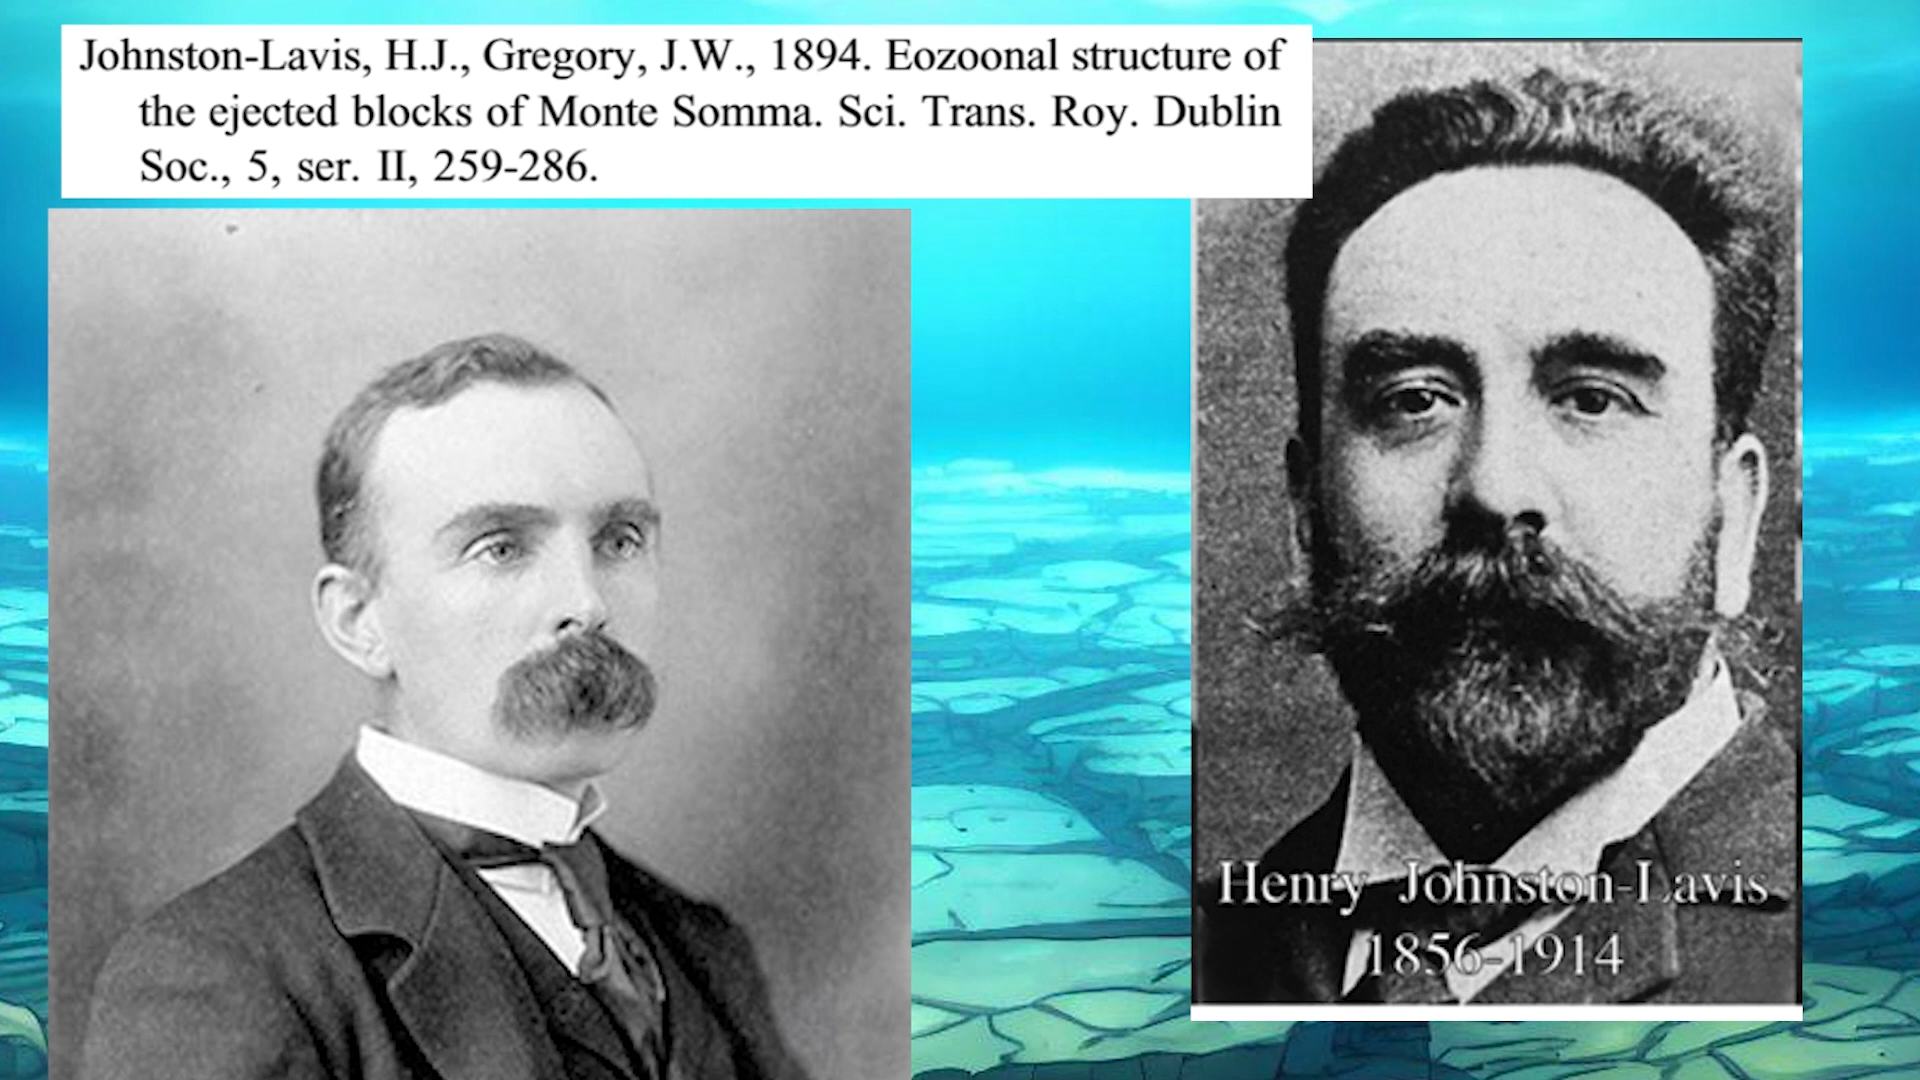 Johnston-Lavis, H.J., Gregory, J.W., 1894. Eozoonal structure of
the ejected blocks of Monte Somma. Sci. Trans. Roy. Dublin
Soc., 5, ser. II, 259-286.
Henry Johnston-Lavis
1856-1914